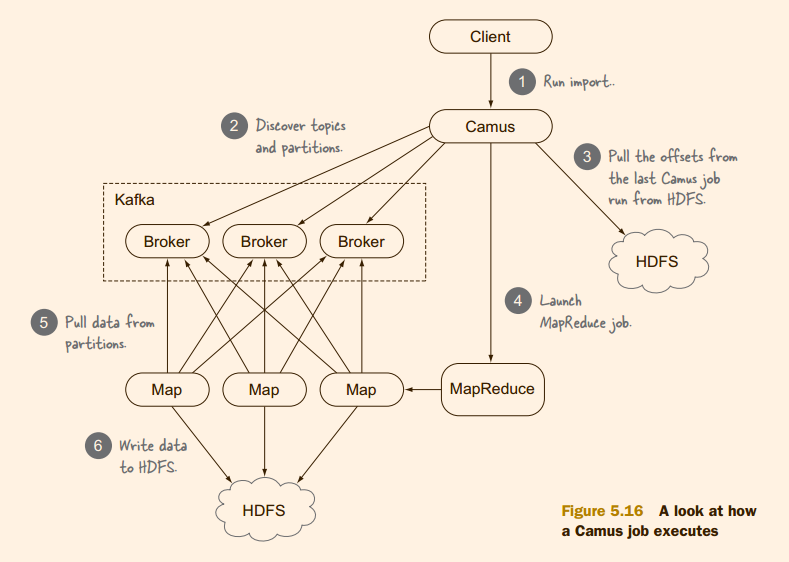 Client
1 Run import..
Camus
2 Discover topics
and partitions.
3 Pull the offsets from
the last Camus job
run from HDFS.
Kafka
Broker Broker Broker
HDFS
4 Launch
MapReduce job.
5 Pull data from
partitions.
Map Map Map MapReduce
6 Write data
to HDFS.
HDFS
Figure 5.16 A look at how
a Camus job executes